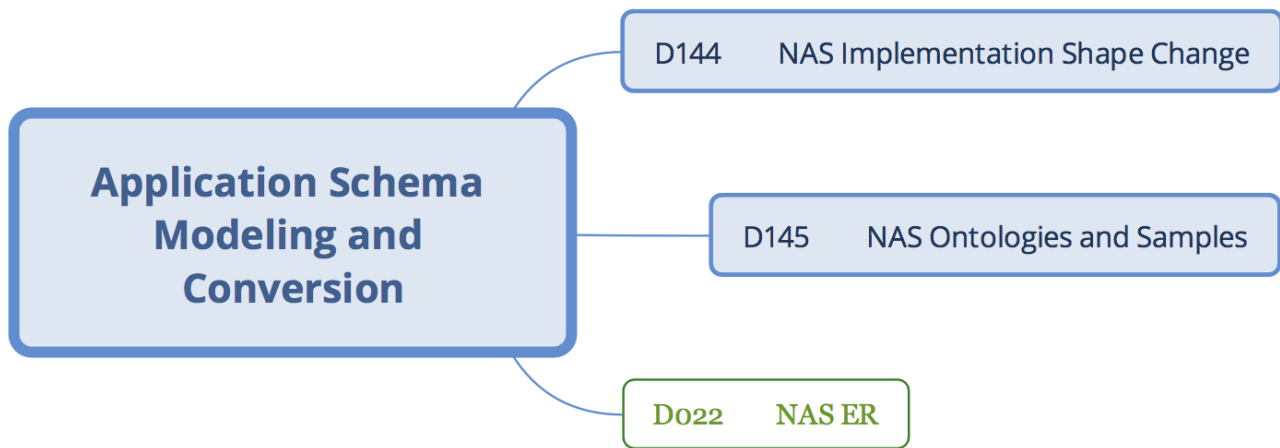 D144 NAS Implementation Shape Change
Application Schema
Modeling and
Conversion
D145 NAS Ontologies and Samples
D022 NAS ER